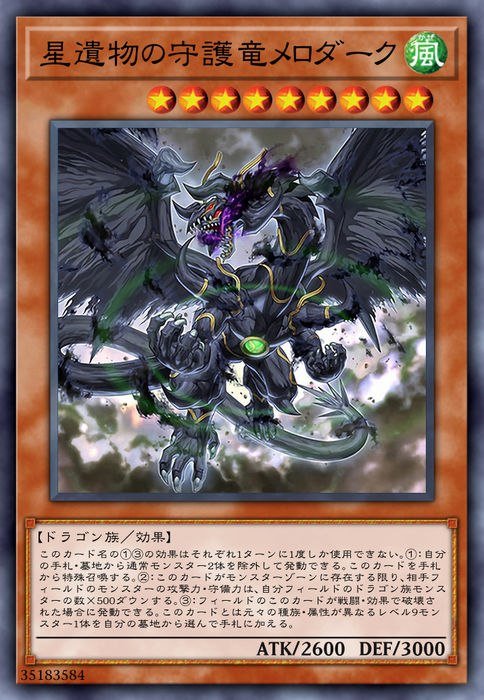 星遺物の守護竜メロダーク
風
かぜ
【ドラゴン族／効果】
このカード名の①③の効果はそれぞれ1ターンに1度しか使用できない。①：自分
の手札・墓地から通常モンスター2体を除外して発動できる。このカードを手札
から特殊召喚する。②：このカードがモンスターゾーンに存在する限り、相手フ
ィールドのモンスターの攻撃力・守備力は、自分フィールドのドラゴン族モンス
ターの数×500ダウンする。③：フィールドのこのカードが戦闘・効果で破壊さ
れた場合に発動できる。このカードとは元々の種族・属性が異なるレベル9モ
ンスター1体を自分の墓地から選んで手札に加える。
ATK/2600 DEF/3000
35183584